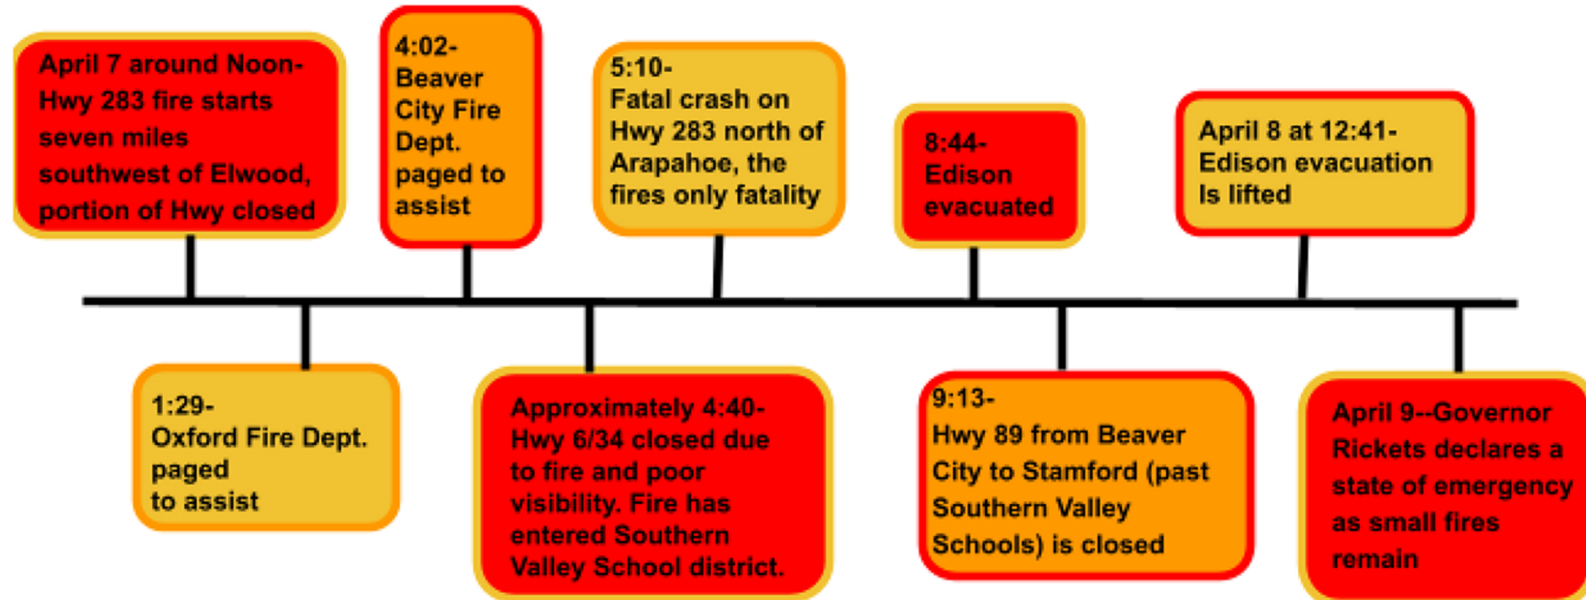 April 7 around Noon-
Hwy 283 fire starts
seven miles
southwest of Elwood,
portion of Hwy closed
1:29-
Oxford Fire Dept.
paged
to assist
4:02-
Beaver
City Fire
Dept.
paged to
assist
Approximately 4:40-
Hwy 6/34 closed due
to fire and poor
visibility. Fire has
entered Southern
Valley School district.
5:10-
Fatal crash on
Hwy 283 north of
Arapahoe, the
fires only fatality
8:44-
Edison
evacuated
9:13-
Hwy 89 from Beaver
City to Stamford (past
Southern Valley
Schools) is closed
April 8 at 12:41-
Edison evacuation
Is lifted
April 9--Governor
Rickets declares a
state of emergency
as small fires
remain